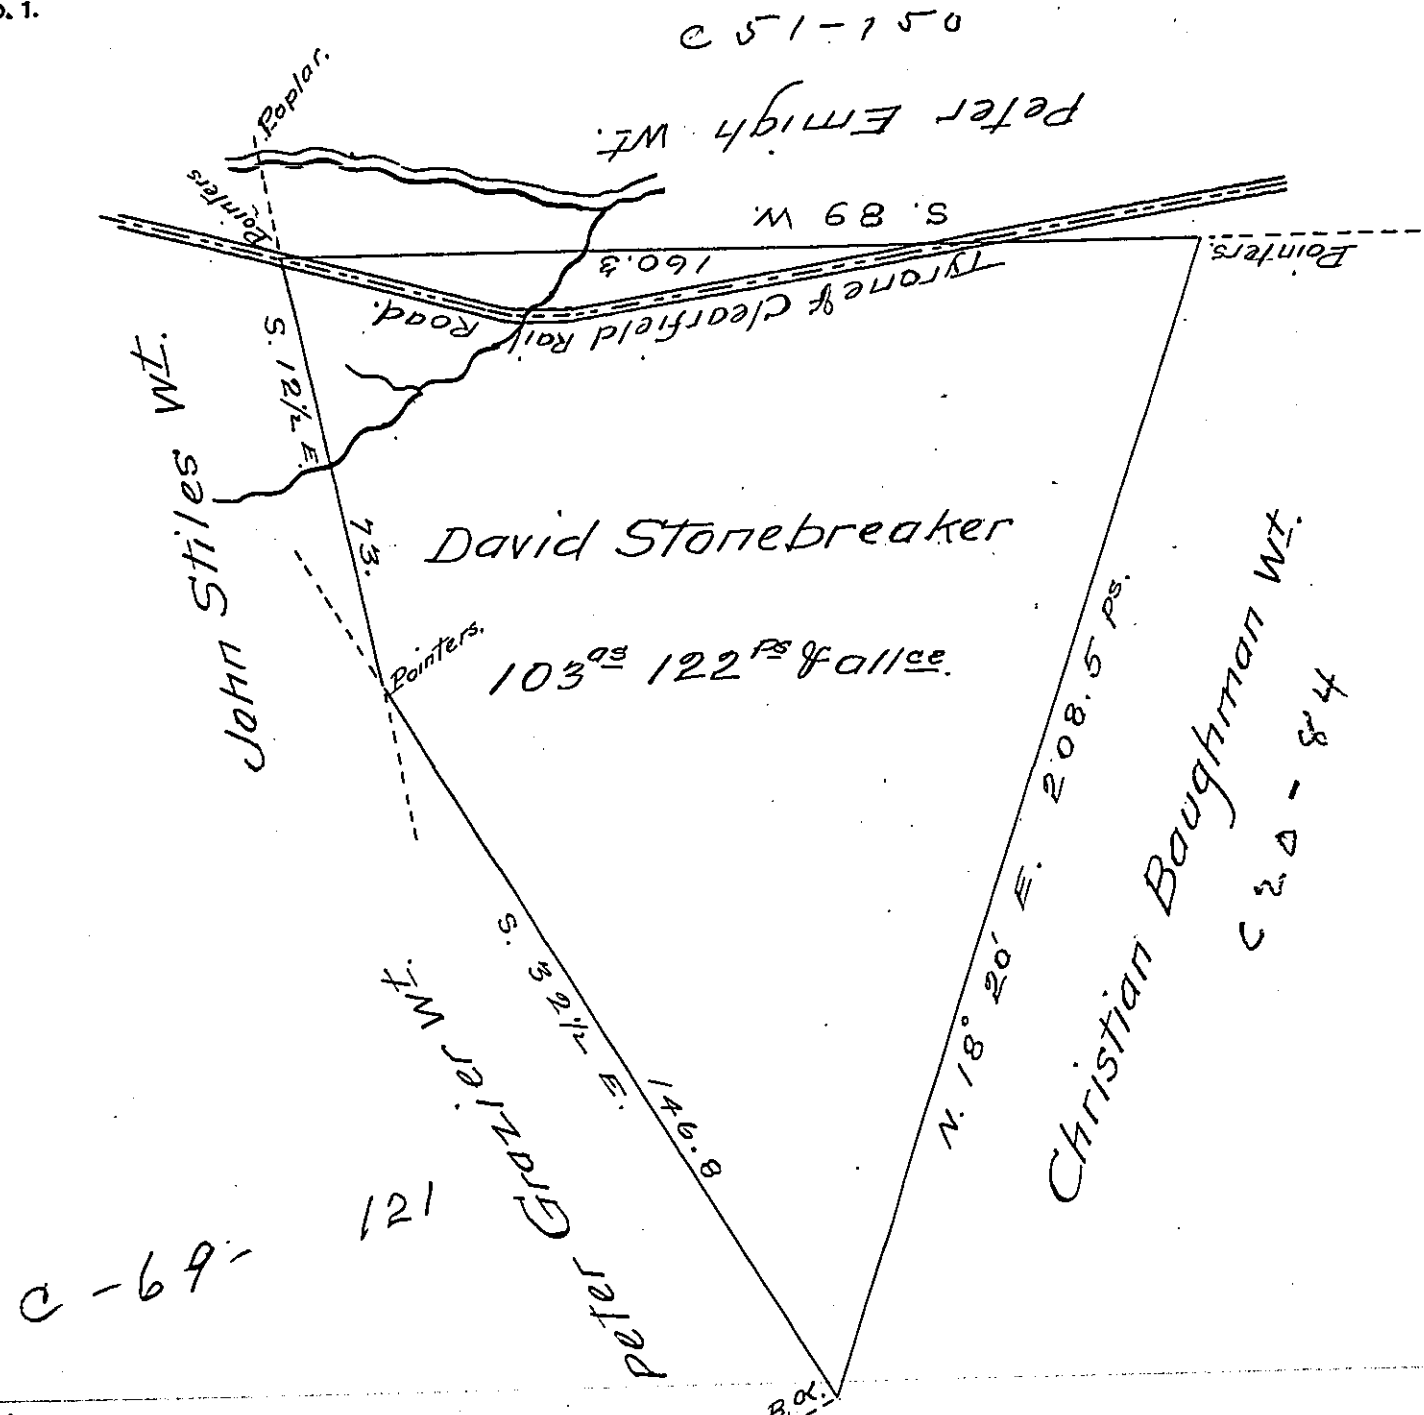 o. 1.
C 51-150
Poplar.
Peter Emigh Wt.
Pointers
S. 89 W.
160.3
Pointers.
Tyrone & Clearfield Rail Road.
S. 12½ E.
73.
John Stiles Wt.
David Stonebreaker
103as 122ps & allce.
Pointers.
N. 18° 20' E. 208.5 ps.
Christian Baughman Wt.
C 20-84
S. 32½ E.
146.8
Peter Grazier Wt.
C-69- 121
B. O.